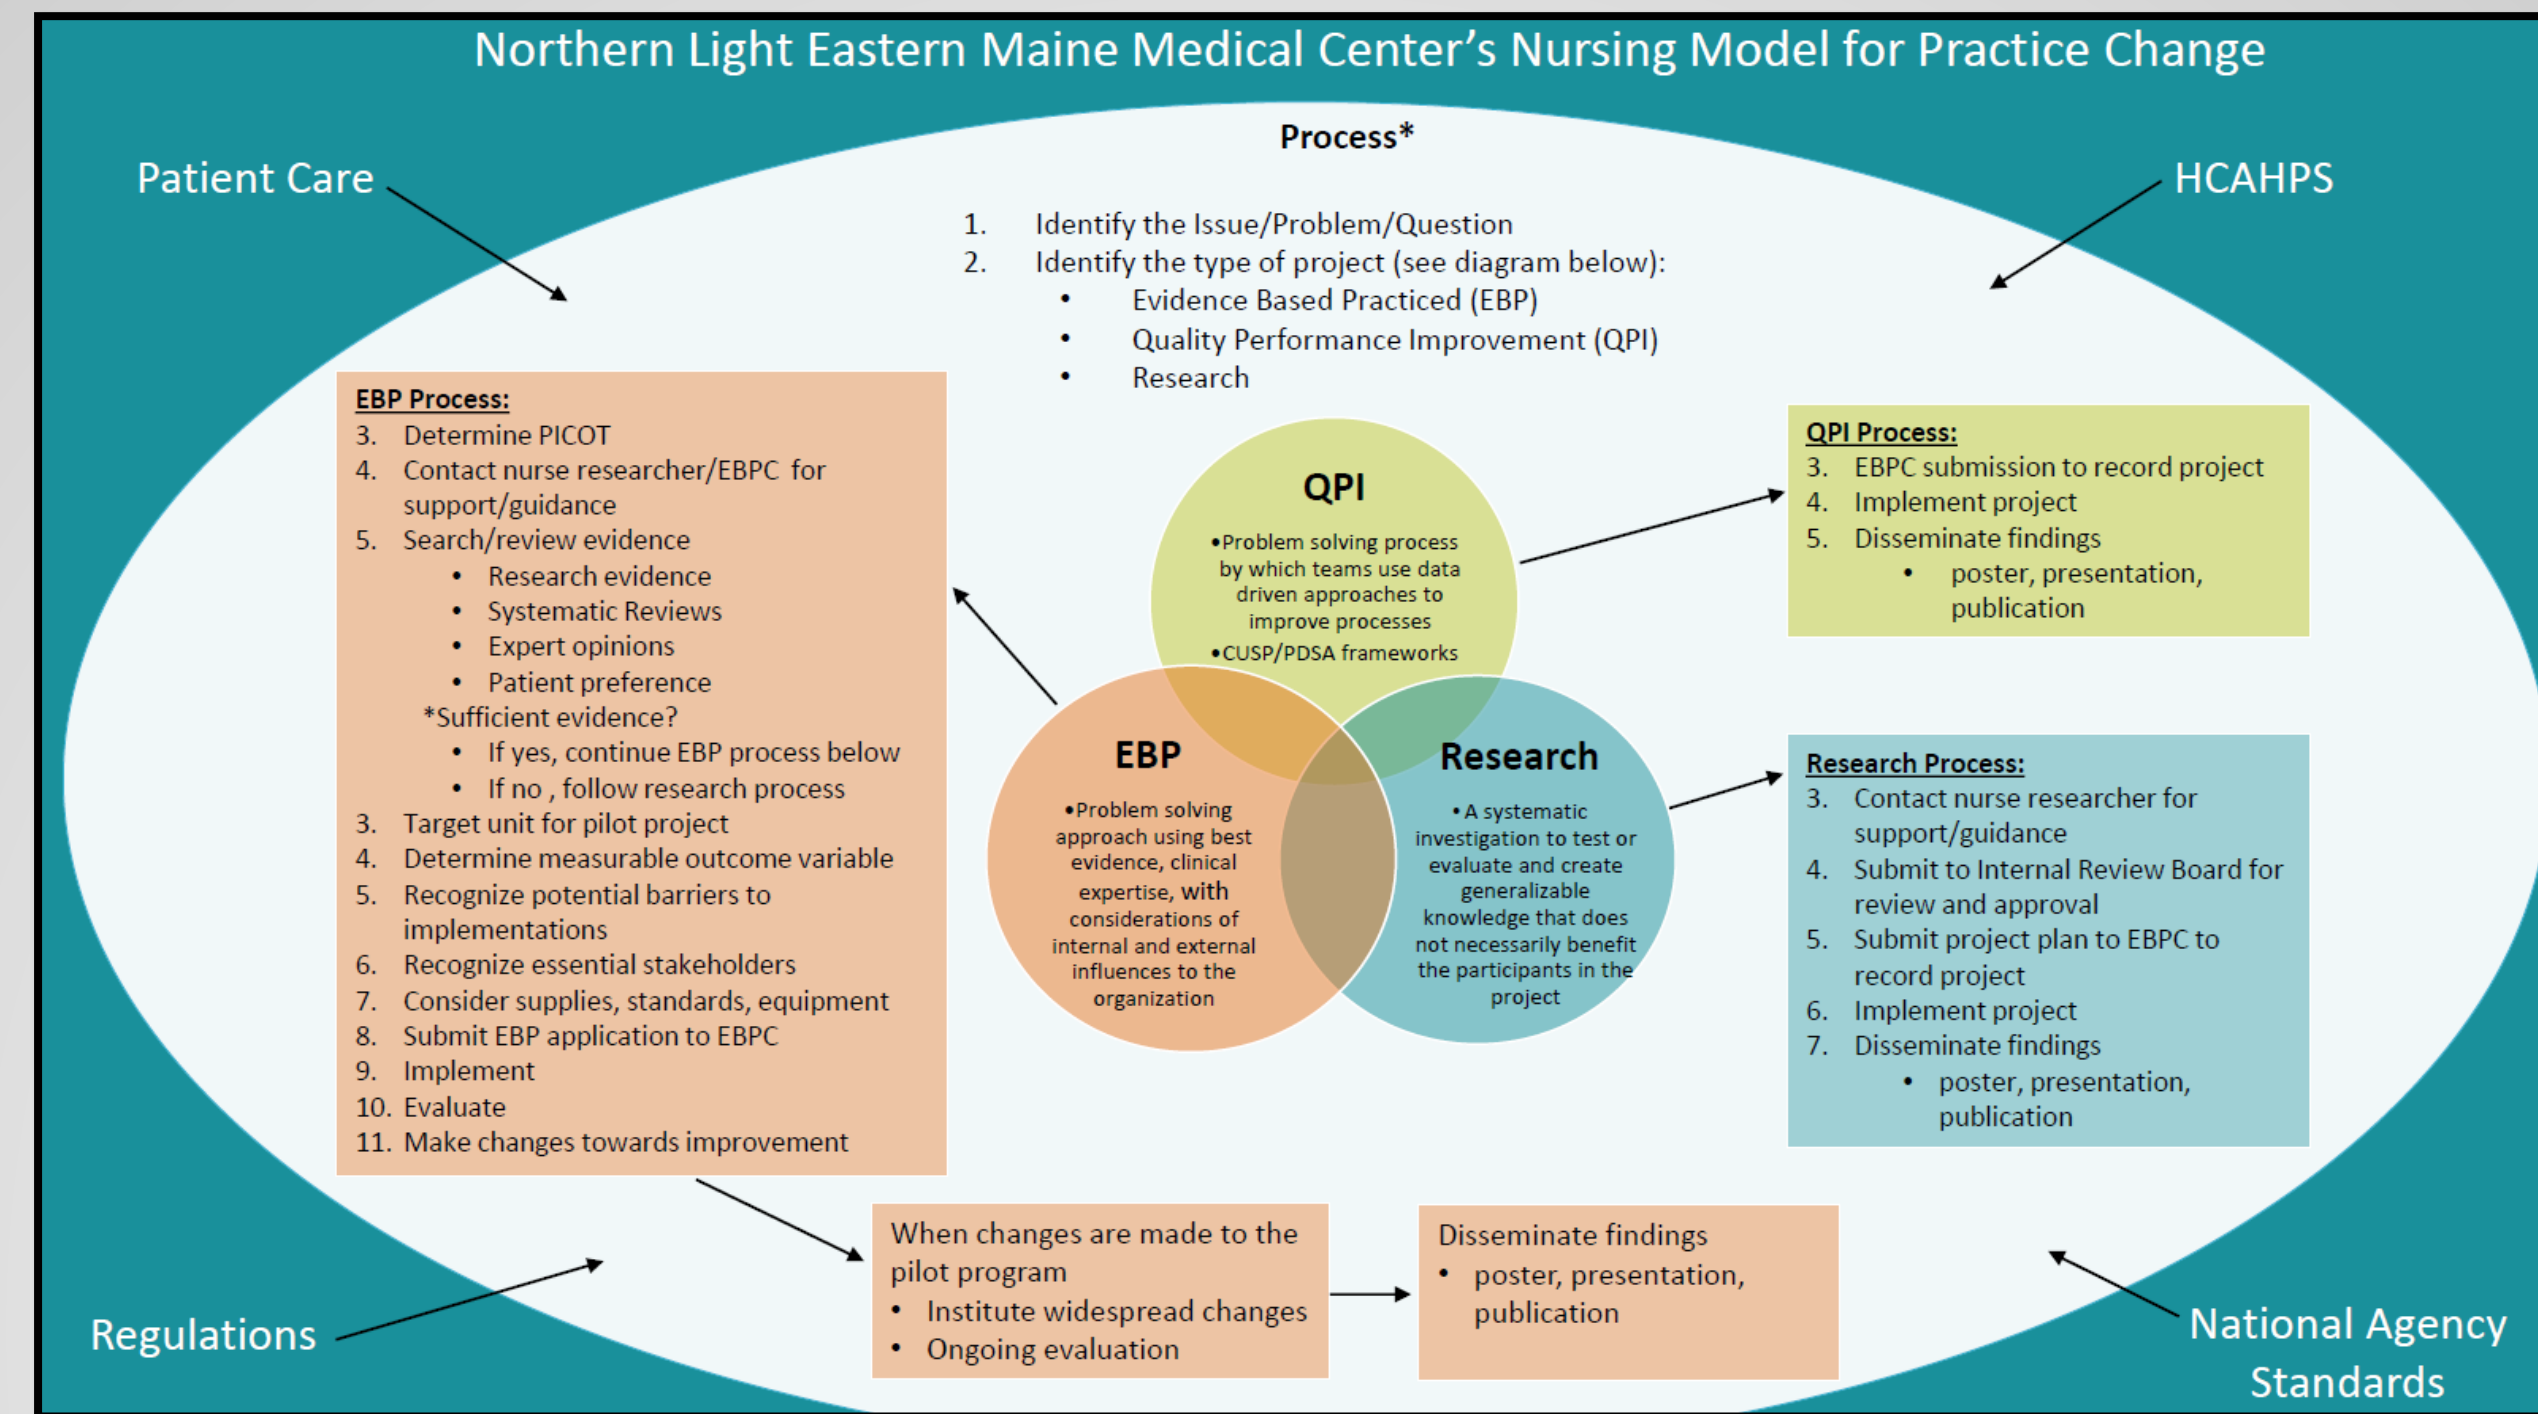 Northern Light Eastern Maine Medical Center's Nursing Model for Practice Change
Patient Care
HCAHPS
Process*
1. Identify the Issue/Problem/Question
2. Identify the type of project (see diagram below):
• Evidence Based Practiced (EBP)
• Quality Performance Improvement (QPI)
• Research
EBP Process:
3. Determine PICOT
4. Contact nurse researcher/EBPC for
support/guidance
5. Search/review evidence
• Research evidence
• Systematic Reviews
• Expert opinions
• Patient preference
*Sufficient evidence?
• If yes, continue EBP process below
• If no , follow research process
3. Target unit for pilot project
4. Determine measurable outcome variable
5. Recognize potential barriers to
implementations
6. Recognize essential stakeholders
7. Consider supplies, standards, equipment
8. Submit EBP application to EBPC
9. Implement
10. Evaluate
11. Make changes towards improvement
QPI
•Problem solving process
by which teams use data
driven approaches to
improve processes
•CUSP/PDSA frameworks
EBP
•Problem solving
approach using best
evidence, clinical
expertise, with
considerations of
internal and external
influences to the
organization
Research
•A systematic
investigation to test or
evaluate and create
generalizable
knowledge that does
not necessarily benefit
the participants in the
project
QPI Process:
3. EBPC submission to record project
4. Implement project
5. Disseminate findings
• poster, presentation,
publication
Research Process:
3. Contact nurse researcher for
support/guidance
4. Submit to Internal Review Board for
review and approval
5. Submit project plan to EBPC to
record project
6. Implement project
7. Disseminate findings
• poster, presentation,
publication
When changes are made to the
pilot program
• Institute widespread changes
• Ongoing evaluation
Disseminate findings
• poster, presentation,
publication
Regulations
National Agency
Standards